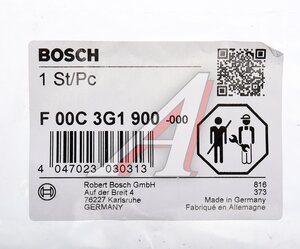 BOSCH
1 St/Pc
F 00C 3G1 900 -000
4 047023 030313
Robert Bosch GmbH
Auf der Breit 4
76227 Karlsruhe
GERMANY
816
373
Made in Germany
Fabriqué en Allemagne